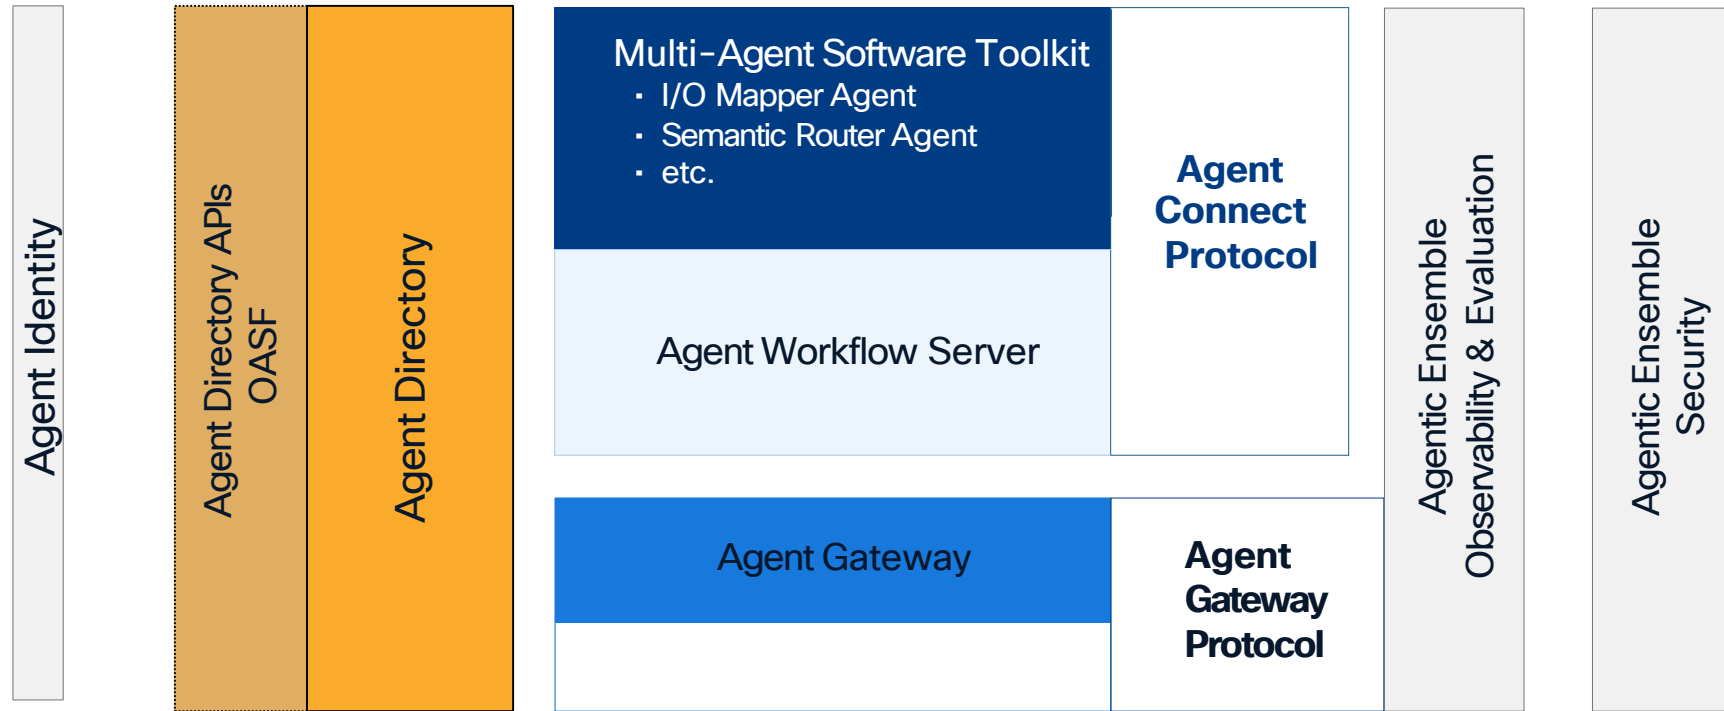 Agent Identity
Agent Directory APIs
OASF
Agent Directory
Multi-Agent Software Toolkit
▪ I/O Mapper Agent
▪ Semantic Router Agent
▪ etc.
Agent Workflow Server
Agent
Connect
Protocol
Agent Gateway
Agent
Gateway
Protocol
Agentic Ensemble
Observability & Evaluation
Agentic Ensemble
Security